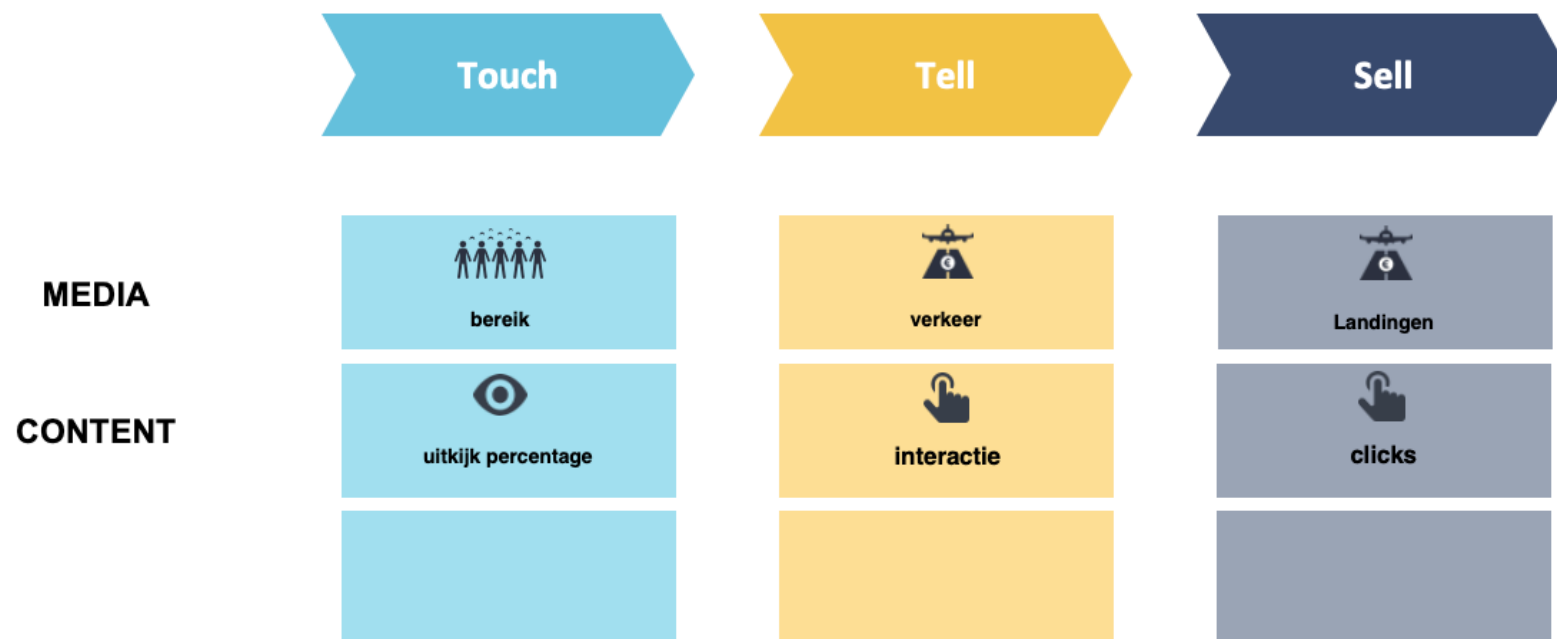 Touch
Tell
Sell
MEDIA
bereik
verkeer
Landingen
CONTENT
uitkijk percentage
interactie
clicks